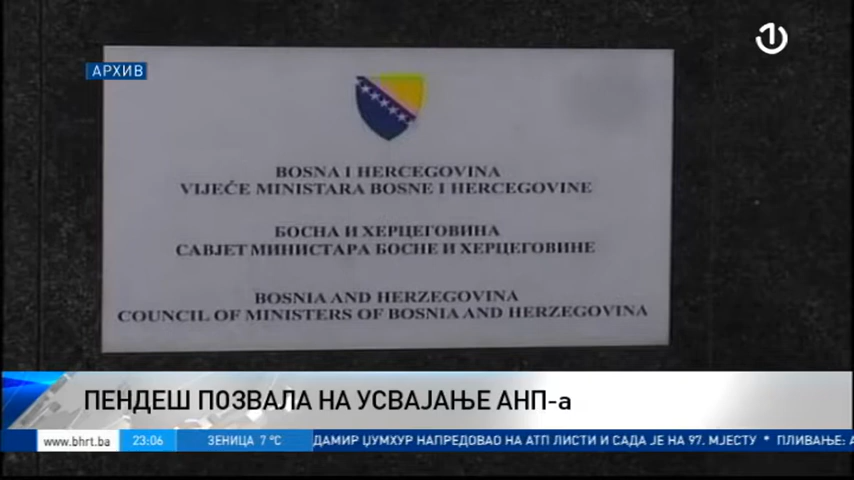 АРХИВ
1
BOSNA I HERCEGOVINA
VIJEĆE MINISTARA BOSNE I HERCEGOVINE
БОСНА И ХЕРЦЕГОВИНА
САВЈЕТ МИНИСТАРА БОСНЕ И ХЕРЦЕГОВИНЕ
BOSNIA AND HERZEGOVINA
COUNCIL OF MINISTERS OF BOSNIA AND HERZEGOVINA
ПЕНДЕШ ПОЗВАЛА НА УСВАЈАЊЕ АНП-а
www.bhrt.ba 23:06 ЗЕНИЦА 7°C ДАМИР ЏУМХУР НАПРЕДОВАО НА АТП ЛИСТИ И САДА ЈЕ НА 97. МЈЕСТУ * ПЛИВАЊЕ: